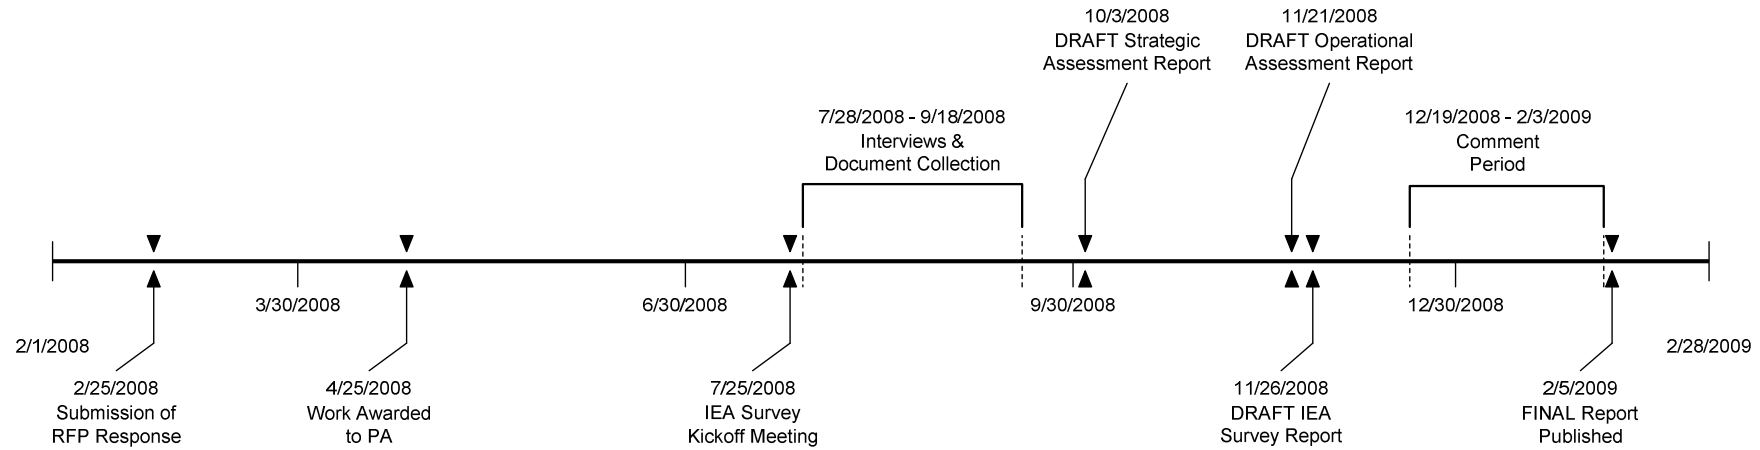 10/3/2008
DRAFT Strategic
Assessment Report
11/21/2008
DRAFT Operational
Assessment Report
7/28/2008 - 9/18/2008
Interviews &
Document Collection
12/19/2008 - 2/3/2009
Comment
Period
3/30/2008
6/30/2008
9/30/2008
12/30/2008
2/1/2008
2/28/2009
2/25/2008
Submission of
RFP Response
4/25/2008
Work Awarded
to PA
7/25/2008
IEA Survey
Kickoff Meeting
11/26/2008
DRAFT IEA
Survey Report
2/5/2009
FINAL Report
Published